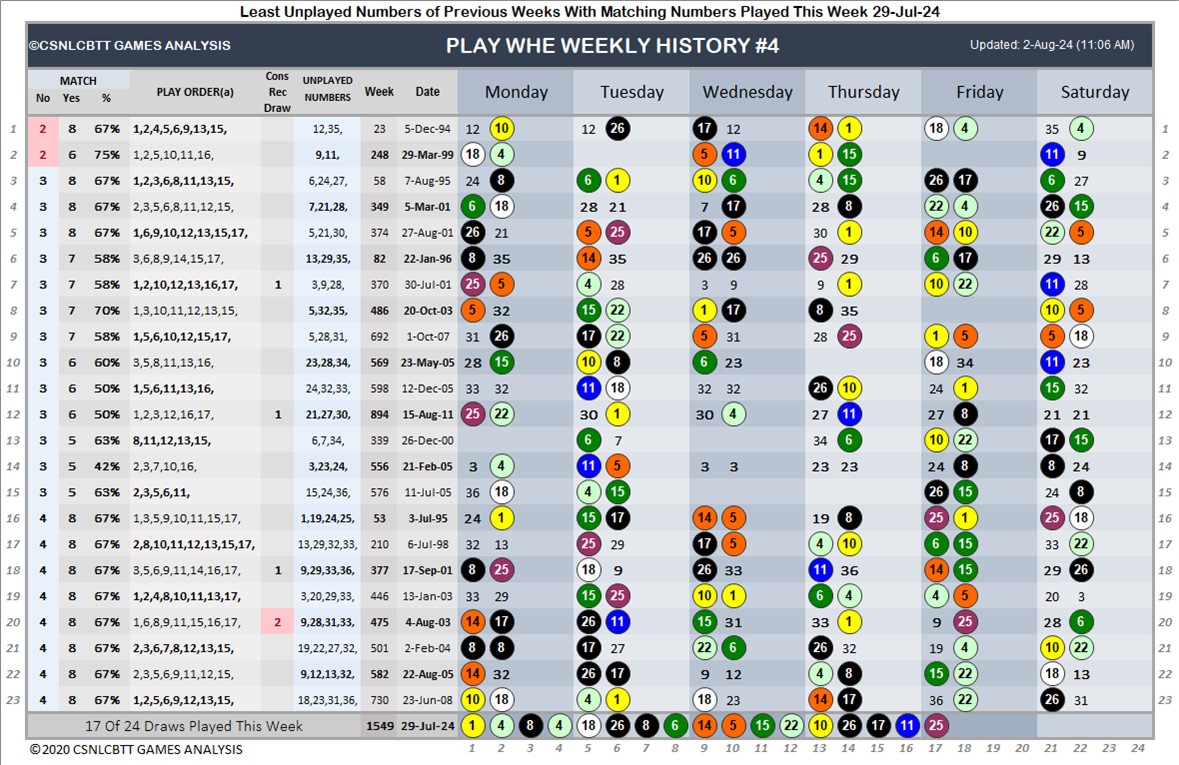 Least Unplayed Numbers of Previous Weeks With Matching Numbers Played This Week 29-Jul-24
©CSNLCBTT GAMES ANALYSIS PLAY WHE WEEKLY HISTORY #4 Updated: 2-Aug-24 (11:06 AM)
MATCH No Yes % PLAY ORDER(a) Cons Rec Draw UNPLAYED NUMBERS Week Date Monday Tuesday Wednesday Thursday Friday Saturday
1 2 8 67% 1,2,4,5,6,9,13,15, 12,35, 23 5-Dec-94 12 10 12 26 17 12 14 1 18 4 35 4 1
2 2 6 75% 1,2,5,10,11,16, 9,11, 248 29-Mar-99 18 4 5 11 1 15 11 9 2
3 3 8 67% 1,2,3,6,8,11,13,15, 6,24,27, 58 7-Aug-95 24 8 6 1 10 6 4 15 26 17 6 27 3
4 3 8 67% 2,3,5,6,8,11,12,15, 7,21,28, 349 5-Mar-01 6 18 28 21 7 17 28 8 22 4 26 15 4
5 3 8 67% 1,6,9,10,12,13,15,17, 5,21,30, 374 27-Aug-01 26 21 5 25 17 5 30 1 14 10 22 5 5
6 3 7 58% 3,6,8,9,14,15,17, 13,29,35, 82 22-Jan-96 8 35 14 35 26 26 25 29 6 17 29 13 6
7 3 7 58% 1,2,10,12,13,16,17, 1 3,9,28, 370 30-Jul-01 25 5 4 28 3 9 9 1 10 22 11 28 7
8 3 7 70% 1,3,10,11,12,13,15, 5,32,35, 486 20-Oct-03 5 32 15 22 1 17 8 35 10 5 8
9 3 7 58% 1,5,6,10,12,15,17, 5,28,31, 692 1-Oct-07 31 26 17 22 5 31 28 25 1 5 5 18 9
10 3 6 60% 3,5,8,11,13,16, 23,28,34, 569 23-May-05 28 15 10 8 6 23 18 34 11 23 10
11 3 6 50% 1,5,6,11,13,16, 24,32,33, 598 12-Dec-05 33 32 11 18 32 32 26 10 24 1 15 32 11
12 3 6 50% 1,2,3,12,16,17, 1 21,27,30, 894 15-Aug-11 25 22 30 1 30 4 27 11 27 8 21 21 12
13 3 5 63% 8,11,12,13,15, 6,7,34, 339 26-Dec-00 6 7 34 6 10 22 17 15 13
14 3 5 42% 2,3,7,10,16, 3,23,24, 556 21-Feb-05 3 4 11 5 3 3 23 23 24 8 8 24 14
15 3 5 63% 2,3,5,6,11, 15,24,36, 576 11-Jul-05 36 18 4 15 26 15 24 8 15
16 4 8 67% 1,3,5,9,10,11,15,17, 1,19,24,25, 53 3-Jul-95 24 1 15 17 14 5 19 8 25 1 25 18 16
17 4 8 67% 2,8,10,11,12,13,15,17, 13,29,32,33, 210 6-Jul-98 32 13 25 29 17 5 4 10 6 15 33 22 17
18 4 8 67% 3,5,6,9,11,14,16,17, 1 9,29,33,36, 377 17-Sep-01 8 25 18 9 26 33 11 36 14 15 29 26 18
19 4 8 67% 1,2,4,8,10,11,13,17, 3,20,29,33, 446 13-Jan-03 33 29 15 25 10 1 6 4 4 5 20 3 19
20 4 8 67% 1,6,8,9,11,15,16,17, 2 9,28,31,33, 475 4-Aug-03 14 17 26 11 15 31 33 1 9 25 28 6 20
21 4 8 67% 2,3,6,7,8,12,13,15, 19,22,27,32, 501 2-Feb-04 8 8 17 27 22 6 26 32 19 4 10 22 21
22 4 8 67% 2,3,5,6,9,11,12,15, 9,12,13,32, 582 22-Aug-05 14 32 26 17 9 12 4 8 15 22 18 13 22
23 4 8 67% 1,2,5,6,9,12,13,15, 18,23,31,36, 730 23-Jun-08 10 18 4 1 18 23 14 17 36 22 26 31 23
17 Of 24 Draws Played This Week 1549 29-Jul-24 1 4 8 4 18 26 8 6 14 5 15 22 10 26 17 11 25
© 2020 CSNLCBTT GAMES ANALYSIS 1 2 3 4 5 6 7 8 9 10 11 12 13 14 15 16 17 18 19 20 21 22 23 24